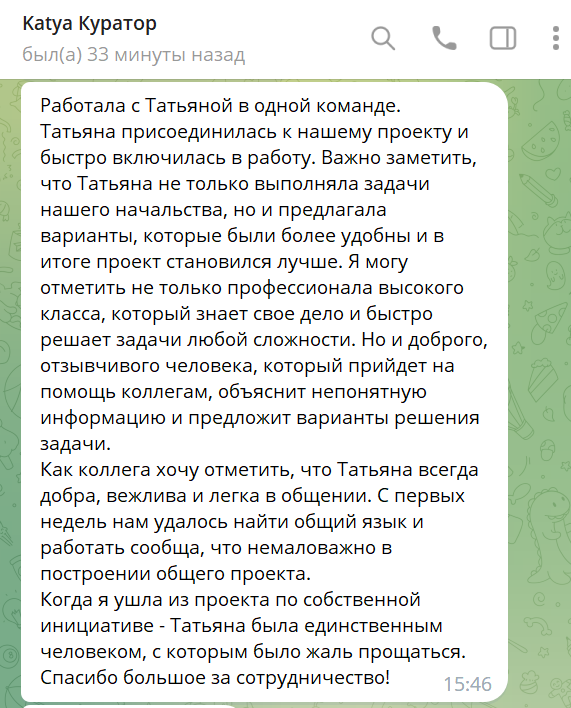 Katya Куратор
был(а) 33 минуты назад
Работала с Татьяной в одной команде.
Татьяна присоединилась к нашему проекту и
быстро включилась в работу. Важно заметить,
что Татьяна не только выполняла задачи
нашего начальства, но и предлагала
варианты, которые были более удобны и в
итоге проект становился лучше. Я могу
отметить не только профессионала высокого
класса, который знает свое дело и быстро
решает задачи любой сложности. Но и доброго,
отзывчивого человека, который прийдет на
помощь коллегам, объяснит непонятную
информацию и предложит варианты решения
задачи.
Как коллега хочу отметить, что Татьяна всегда
добра, вежлива и легка в общении. С первых
недель нам удалось найти общий язык и
работать сообща, что немаловажно в
построении общего проекта.
Когда я ушла из проекта по собственной
инициативе - Татьяна была единственным
человеком, с которым было жаль прощаться.
Спасибо большое за сотрудничество!
15:46